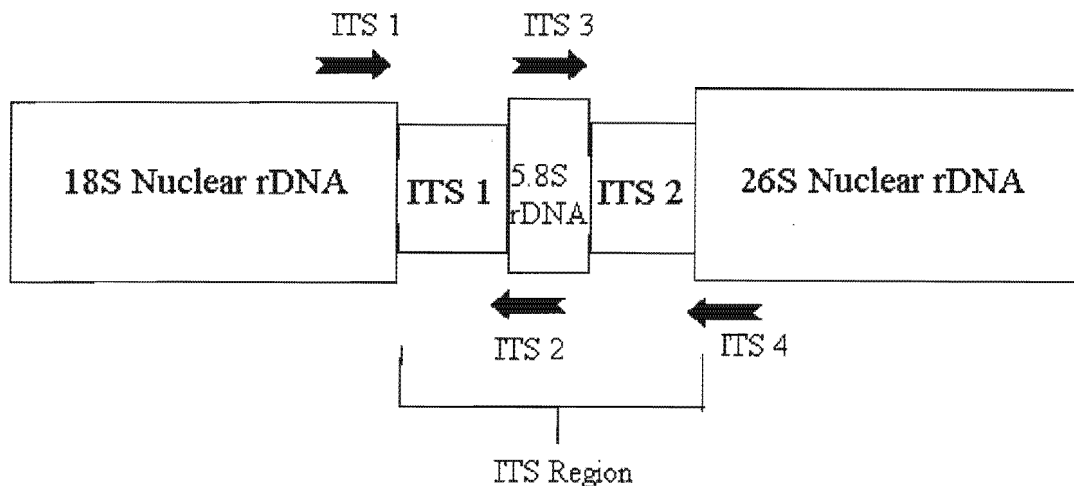 ITS 1
ITS 3
18S Nuclear rDNA
ITS 1
5.8S
rDNA
ITS 2
26S Nuclear rDNA
ITS 2
ITS 4
ITS Region